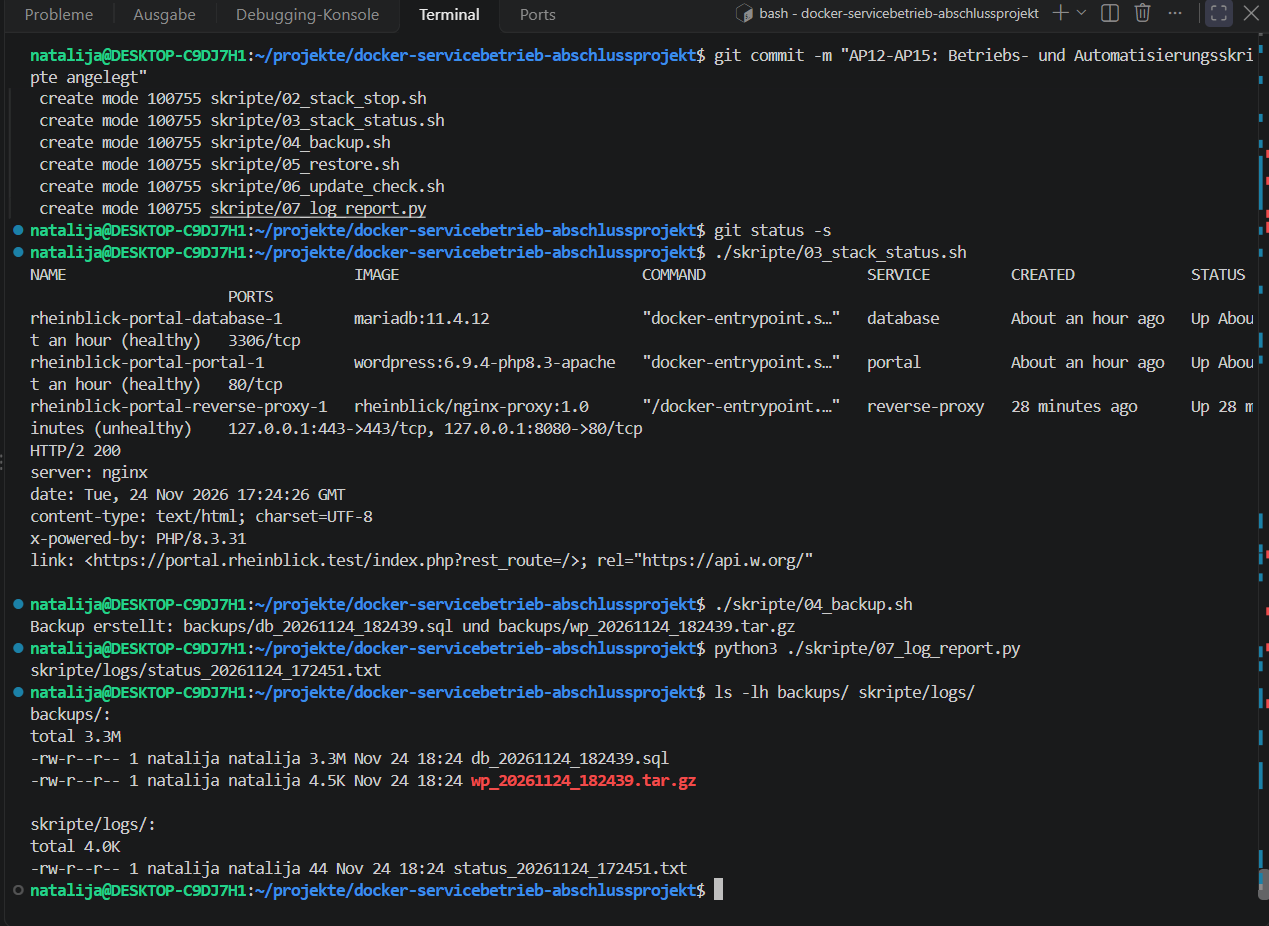 Probleme Ausgabe Debugging-Konsole Terminal Ports bash - docker-servicebetrieb-abschlussprojekt
natalija@DESKTOP-C9DJ7H1:~/projekte/docker-servicebetrieb-abschlussprojekt$ git commit -m "AP12-AP15: Betriebs- und Automatisierungsskri
pte angelegt"
create mode 100755 skripte/02_stack_stop.sh
create mode 100755 skripte/03_stack_status.sh
create mode 100755 skripte/04_backup.sh
create mode 100755 skripte/05_restore.sh
create mode 100755 skripte/06_update_check.sh
create mode 100755 skripte/07_log_report.py
natalija@DESKTOP-C9DJ7H1:~/projekte/docker-servicebetrieb-abschlussprojekt$ git status -s
natalija@DESKTOP-C9DJ7H1:~/projekte/docker-servicebetrieb-abschlussprojekt$ ./skripte/03_stack_status.sh
NAME IMAGE COMMAND SERVICE CREATED STATUS
PORTS
rheinblick-portal-database-1 mariadb:11.4.12 "docker-entrypoint.s…" database About an hour ago Up Abou
t an hour (healthy) 3306/tcp
rheinblick-portal-portal-1 wordpress:6.9.4-php8.3-apache "docker-entrypoint.s…" portal About an hour ago Up Abou
t an hour (healthy) 80/tcp
rheinblick-portal-reverse-proxy-1 rheinblick/nginx-proxy:1.0 "/docker-entrypoint.…" reverse-proxy 28 minutes ago Up 28 m
inutes (unhealthy) 127.0.0.1:443->443/tcp, 127.0.0.1:8080->80/tcp
HTTP/2 200
server: nginx
date: Tue, 24 Nov 2026 17:24:26 GMT
content-type: text/html; charset=UTF-8
x-powered-by: PHP/8.3.31
link: <https://portal.rheinblick.test/index.php?rest_route=/>; rel="https://api.w.org/"
natalija@DESKTOP-C9DJ7H1:~/projekte/docker-servicebetrieb-abschlussprojekt$ ./skripte/04_backup.sh
Backup erstellt: backups/db_20261124_182439.sql und backups/wp_20261124_182439.tar.gz
natalija@DESKTOP-C9DJ7H1:~/projekte/docker-servicebetrieb-abschlussprojekt$ python3 ./skripte/07_log_report.py
skripte/logs/status_20261124_172451.txt
natalija@DESKTOP-C9DJ7H1:~/projekte/docker-servicebetrieb-abschlussprojekt$ ls -lh backups/ skripte/logs/
backups/:
total 3.3M
-rw-r--r-- 1 natalija natalija 3.3M Nov 24 18:24 db_20261124_182439.sql
-rw-r--r-- 1 natalija natalija 4.5K Nov 24 18:24 wp_20261124_182439.tar.gz
skripte/logs/:
total 4.0K
-rw-r--r-- 1 natalija natalija 44 Nov 24 18:24 status_20261124_172451.txt
natalija@DESKTOP-C9DJ7H1:~/projekte/docker-servicebetrieb-abschlussprojekt$